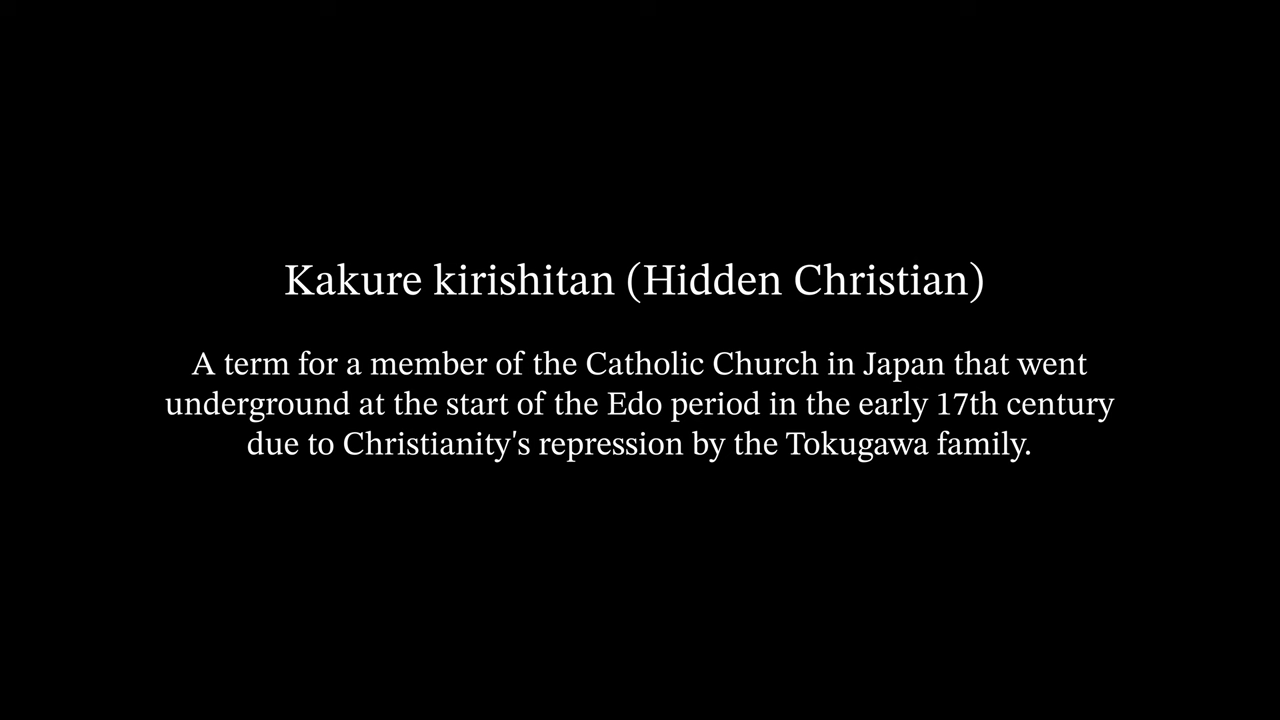 Kakure kirishitan (Hidden Christian)
A term for a member of the Catholic Church in Japan that went
underground at the start of the Edo period in the early 17th century
due to Christianity's repression by the Tokugawa family.